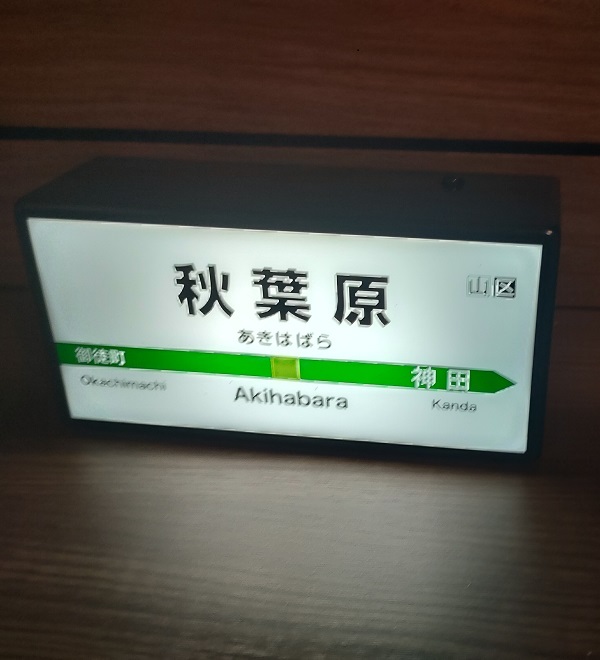 秋葉原
山区
あきはばら
御徒町
神田
Okachimachi
Akihabara
Kanda